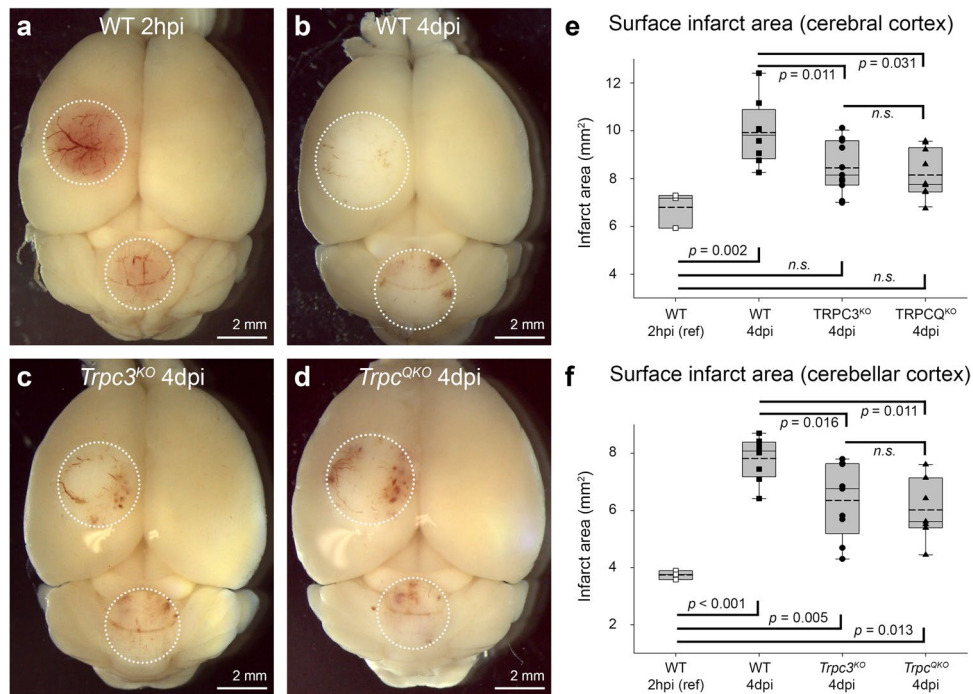 a WT 2hpi
2 mm
b WT 4dpi
2 mm
c Trpc3KO 4dpi
2 mm
d TrpcQKO 4dpi
2 mm
e Surface infarct area (cerebral cortex)
p = 0.031
p = 0.011
n.s.
12
10
8
6
4
Infarct area (mm²)
p = 0.002
n.s.
n.s.
WT WT TRPC3KO TRPCQKO
2hpi (ref) 4dpi 4dpi 4dpi
f Surface infarct area (cerebellar cortex)
p = 0.011
p = 0.016
n.s.
8
6
4
2
Infarct area (mm²)
p < 0.001
p = 0.005
p = 0.013
WT WT Trpc3KO TrpcQKO
2hpi (ref) 4dpi 4dpi 4dpi